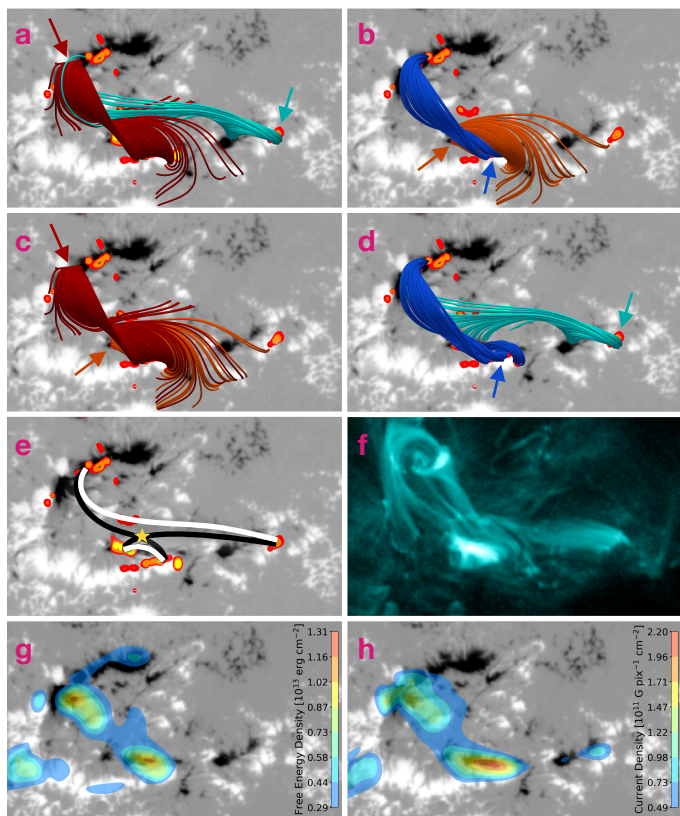 a
b
c
d
e
f
g
1.31
1.16
1.02
0.87
0.73
0.58
0.44
0.29
Free Energy Density [10¹³ erg cm⁻²]
h
2.20
1.96
1.71
1.47
1.22
0.98
0.73
0.49
Current Density [10¹¹ G pix⁻¹ cm⁻²]